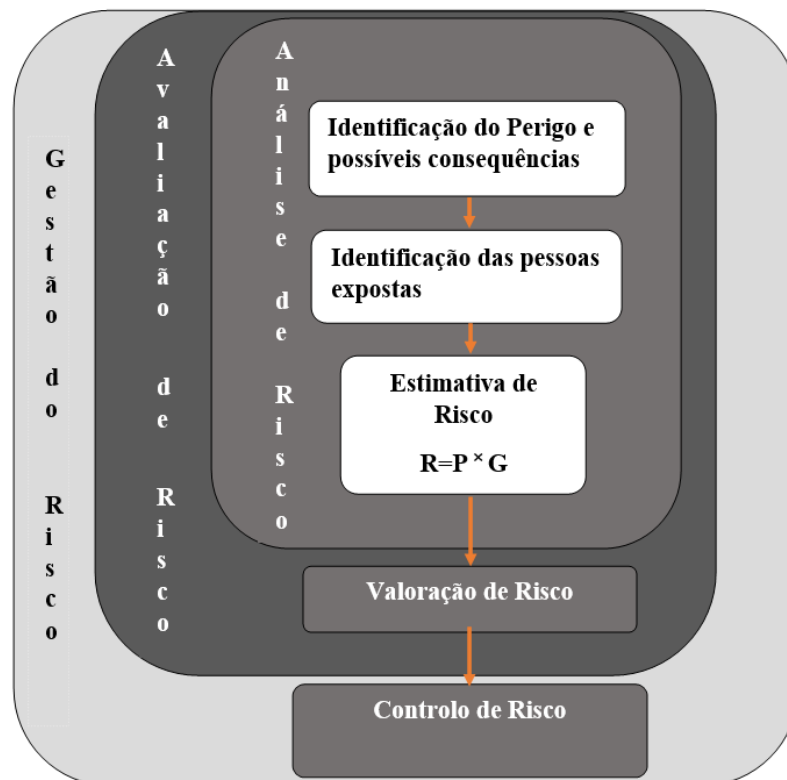 Gestão do Risco
Avaliação de Risco
Análise de Risco
Identificação do Perigo e
possíveis consequências
Identificação das pessoas
expostas
Estimativa de
Risco
R=P × G
Valoração de Risco
Controlo de Risco